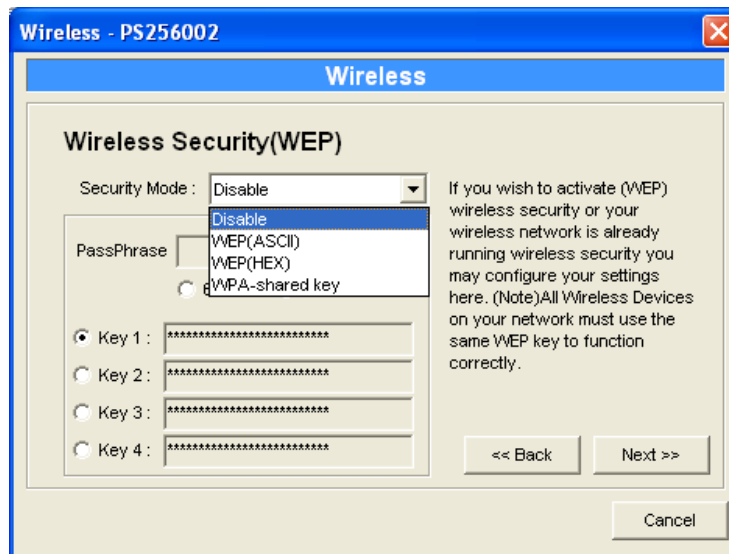 Wireless - PS256002
Wireless
Wireless Security(WEP)
Security Mode : Disable
Disable
WEP(ASCII)
WEP(HEX)
WPA-shared key
PassPhrase
Key 1 : **************************
Key 2 : **************************
Key 3 : **************************
Key 4 : **************************
If you wish to activate (WEP)
wireless security or your
wireless network is already
running wireless security you
may configure your settings
here. (Note)All Wireless Devices
on your network must use the
same WEP key to function
correctly.
<< Back
Next >>
Cancel